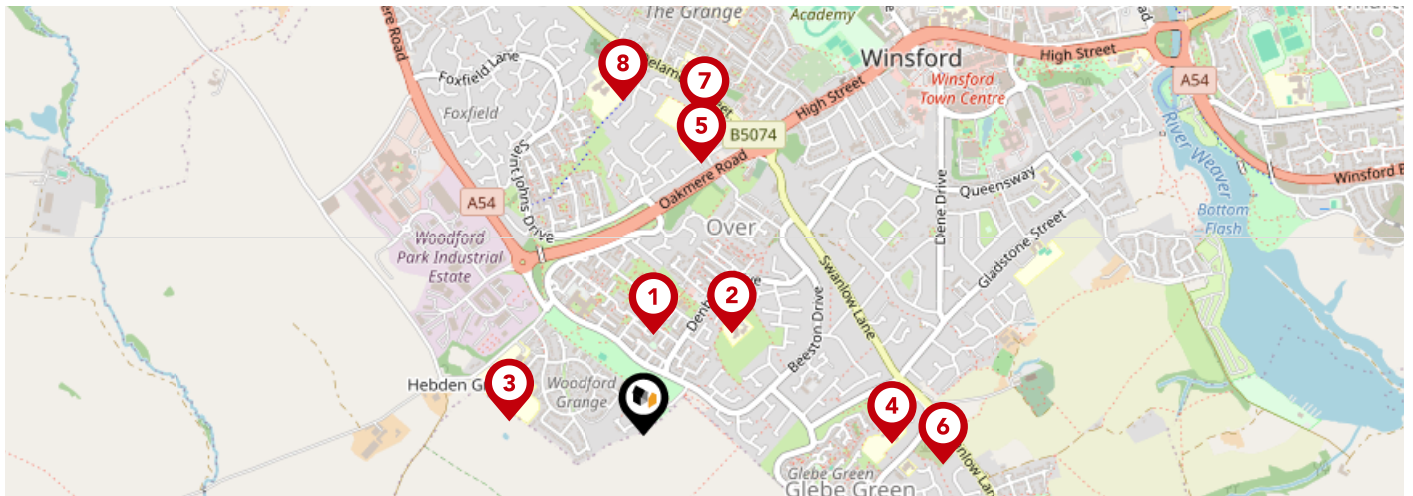 The Grange
Academy
Winsford
High Street
Winsford
Town Centre
A54
Foxfield Lane
Foxfield
8
7
5
B5074
High Street
Oakmere Road
Saint Johns Drive
A54
Woodford
Park Industrial
Estate
Over
Queensway
Dene Drive
Gladstone Street
River Weaver
Bottom
Flash
Winsford
Swanlow Lane
Beeston Drive
1
2
3
Hebden
Woodford
Grange
4
6
Glebe Green
Glebe Green